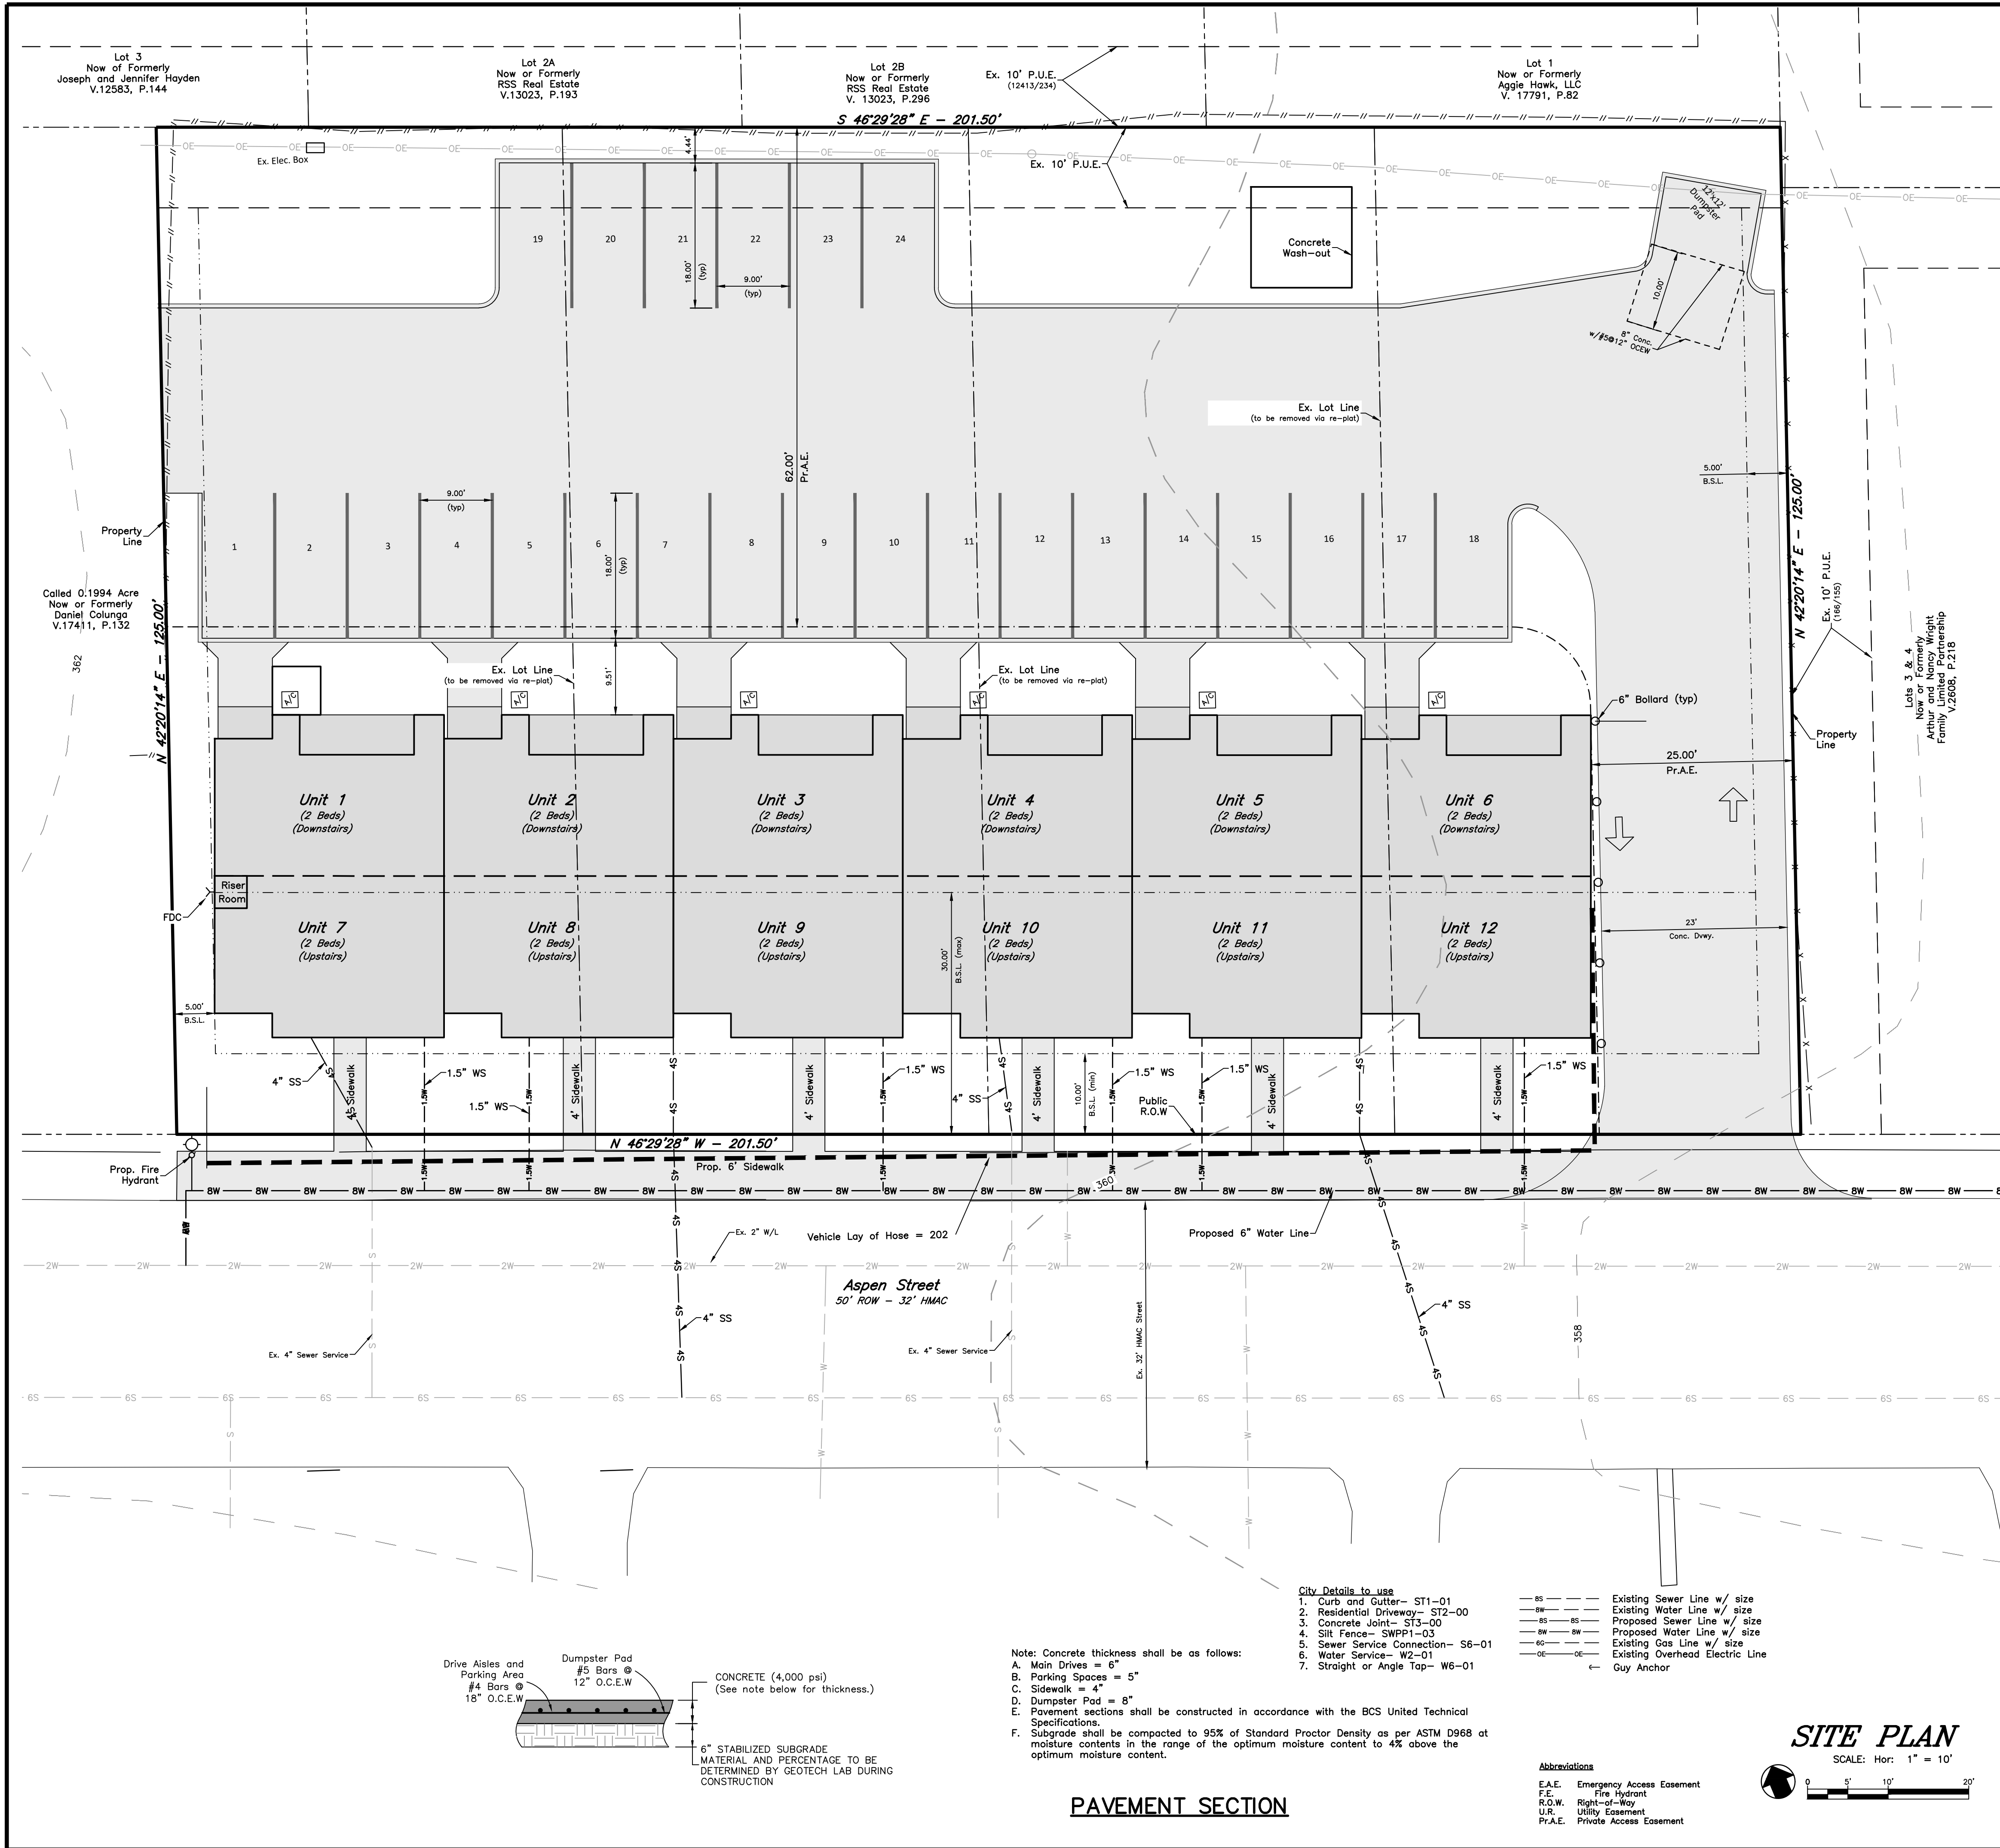 Lot 3
Now of Formerly
Joseph and Jennifer Hayden
V.12583, P.144
Lot 2A
Now or Formerly
RSS Real Estate
V.13023, P.193
Lot 2B
Now or Formerly
RSS Real Estate
V. 13023, P.296
Ex. 10' P.U.E.
(12413/234)
Lot 1
Now or Formerly
Aggie Hawk, LLC
V. 17791, P.82
S 46°29'28" E - 201.50'
OE OE OE OE OE OE OE OE OE OE OE OE OE OE OE
Ex. Elec. Box
4.44'
Ex. 10' P.U.E.
12'x12'
Dumpster
Pad
19
20
21
22
23
24
18.00'
(typ)
9.00'
(typ)
Concrete
Wash-out
10.00'
8" Conc.
w/#5@12" OCEW
Ex. Lot Line
(to be removed via re-plat)
62.00'
Pr.A.E.
5.00'
B.S.L.
N 42°20'14" E - 125.00'
Ex. 10' P.U.E.
(166/155)
Property
Line
9.00'
(typ)
18.00'
(typ)
1
2
3
4
5
6
7
8
9
10
11
12
13
14
15
16
17
18
Called 0.1994 Acre
Now or Formerly
Daniel Colunga
V.17411, P.132
362
N 42°20'14" E - 125.00'
Lots 3 & 4
Now or Formerly
Arthur and Nancy Wright
Family Limited Partnership
V.2608, P.218
Ex. Lot Line
(to be removed via re-plat)
9.51'
Ex. Lot Line
(to be removed via re-plat)
A/C
A/C
A/C
A/C
A/C
A/C
6" Bollard (typ)
Property
Line
25.00'
Pr.A.E.
Unit 1
(2 Beds)
(Downstairs)
Unit 2
(2 Beds)
(Downstairs)
Unit 3
(2 Beds)
(Downstairs)
Unit 4
(2 Beds)
(Downstairs)
Unit 5
(2 Beds)
(Downstairs)
Unit 6
(2 Beds)
(Downstairs)
Riser
Room
FDC
Unit 7
(2 Beds)
(Upstairs)
Unit 8
(2 Beds)
(Upstairs)
Unit 9
(2 Beds)
(Upstairs)
Unit 10
(2 Beds)
(Upstairs)
Unit 11
(2 Beds)
(Upstairs)
Unit 12
(2 Beds)
(Upstairs)
30.00'
B.S.L. (max)
23'
Conc. Dvwy.
5.00'
B.S.L.
4" SS
4' Sidewalk
1.5" WS
1.5" WS
4' Sidewalk
4' Sidewalk
1.5" WS
4" SS
4' Sidewalk
10.00'
B.S.L. (min)
1.5" WS
Public
R.O.W
1.5" WS
4' Sidewalk
4' Sidewalk
1.5" WS
N 46°29'28" W - 201.50'
Prop. Fire
Hydrant
Prop. 6' Sidewalk
360
Ex. 2" W/L
Vehicle Lay of Hose = 202
Proposed 6" Water Line
Aspen Street
50' ROW - 32' HMAC
Ex. 4" Sewer Service
4" SS
Ex. 4" Sewer Service
Ex. 32' HMAC Street
4" SS
358
City Details to use
1. Curb and Gutter- ST1-01
2. Residential Driveway- ST2-00
3. Concrete Joint- ST3-00
4. Silt Fence- SWPP1-03
5. Sewer Service Connection- S6-01
6. Water Service- W2-01
7. Straight or Angle Tap- W6-01
8S Existing Sewer Line w/ size
8W Existing Water Line w/ size
8S 8S Proposed Sewer Line w/ size
8W 8W Proposed Water Line w/ size
6G Existing Gas Line w/ size
OE OE Existing Overhead Electric Line
Guy Anchor
Drive Aisles and
Parking Area
#4 Bars @
18" O.C.E.W
Dumpster Pad
#5 Bars @
12" O.C.E.W
CONCRETE (4,000 psi)
(See note below for thickness.)
6" STABILIZED SUBGRADE
MATERIAL AND PERCENTAGE TO BE
DETERMINED BY GEOTECH LAB DURING
CONSTRUCTION
Note: Concrete thickness shall be as follows:
A. Main Drives = 6"
B. Parking Spaces = 5"
C. Sidewalk = 4"
D. Dumpster Pad = 8"
E. Pavement sections shall be constructed in accordance with the BCS United Technical
Specifications.
F. Subgrade shall be compacted to 95% of Standard Proctor Density as per ASTM D968 at
moisture contents in the range of the optimum moisture content to 4% above the
optimum moisture content.
PAVEMENT SECTION
Abbreviations
E.A.E. Emergency Access Easement
F.E. Fire Hydrant
R.O.W. Right-of-Way
U.R. Utility Easement
Pr.A.E. Private Access Easement
SITE PLAN
SCALE: Hor: 1" = 10'
0 5' 10' 20'